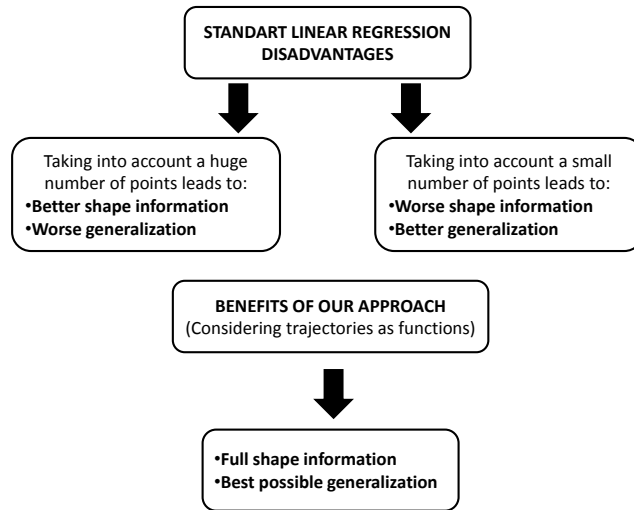 STANDART LINEAR REGRESSION
DISADVANTAGES
Taking into account a huge
number of points leads to:
•Better shape information
•Worse generalization
Taking into account a small
number of points leads to:
•Worse shape information
•Better generalization
BENEFITS OF OUR APPROACH
(Considering trajectories as functions)
•Full shape information
•Best possible generalization